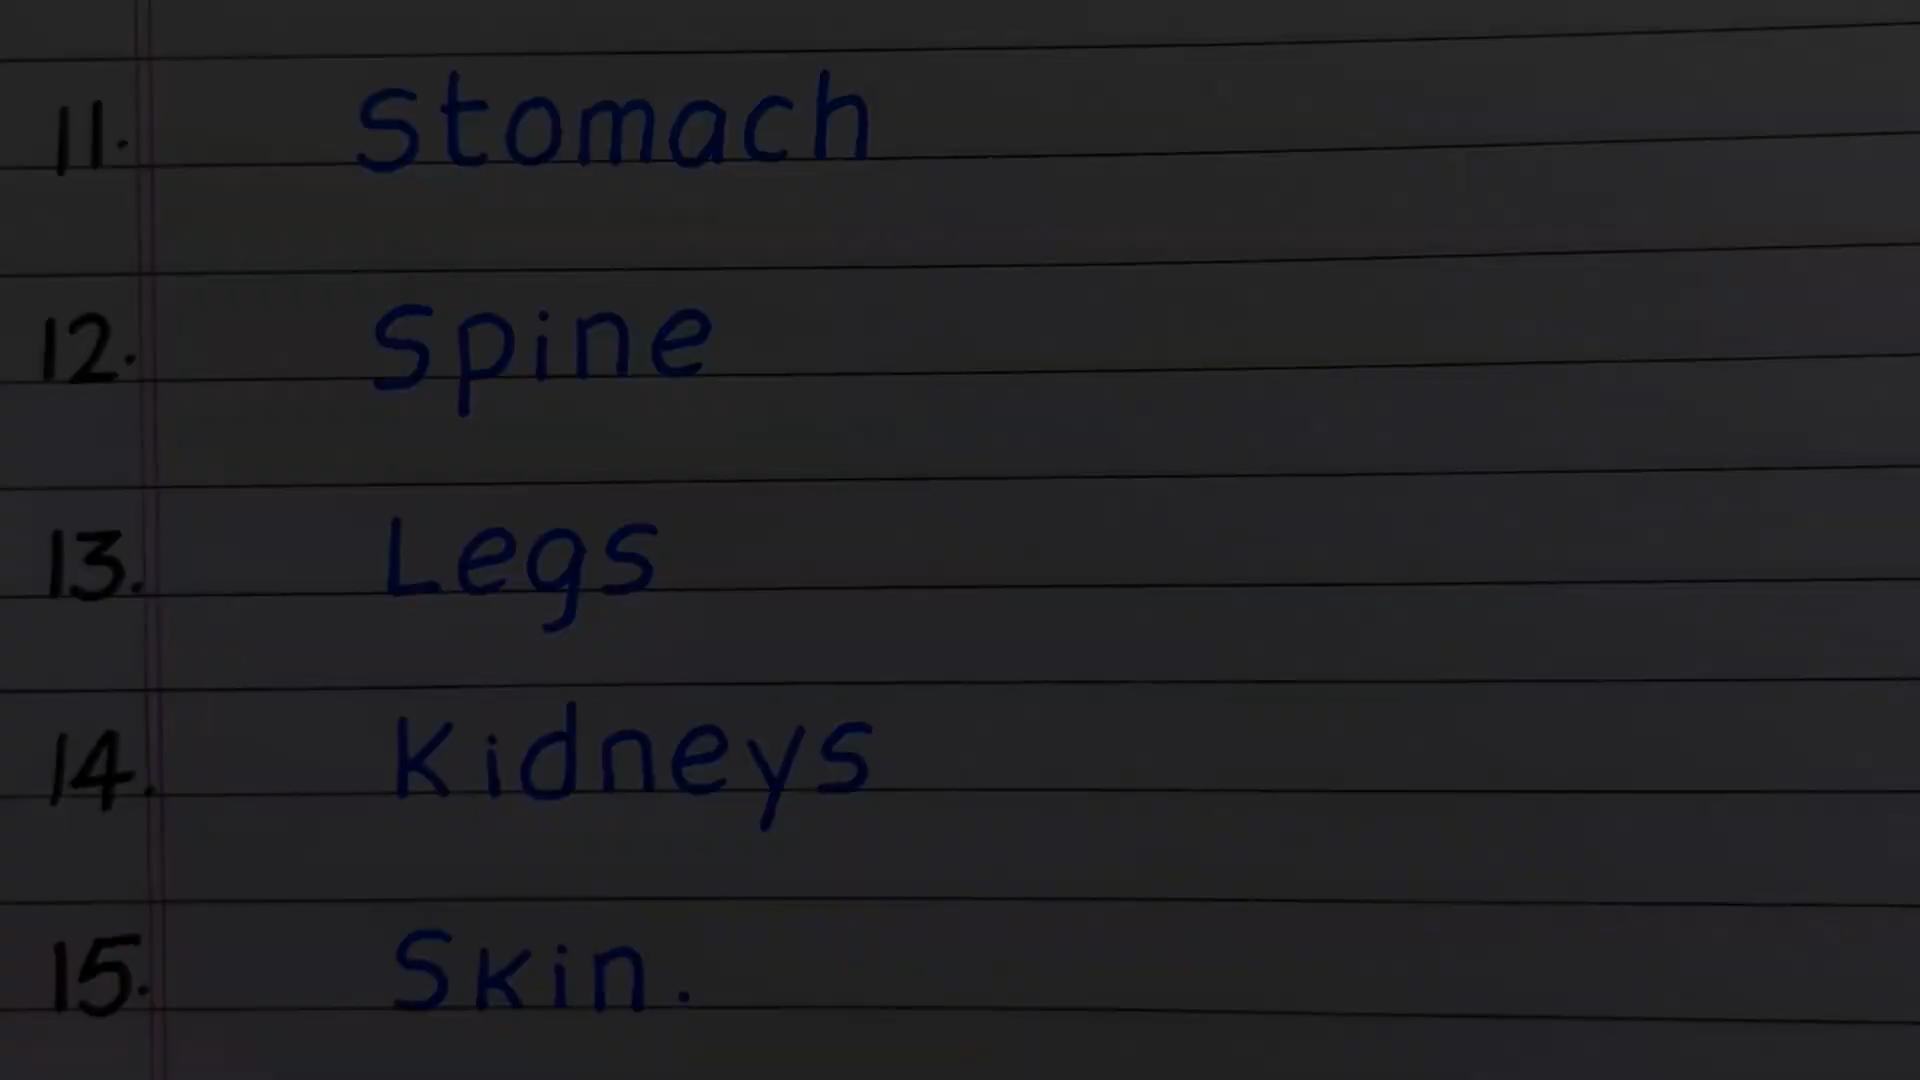 11. Stomach
12. Spine
13. Legs
14. Kidneys
15. Skin.